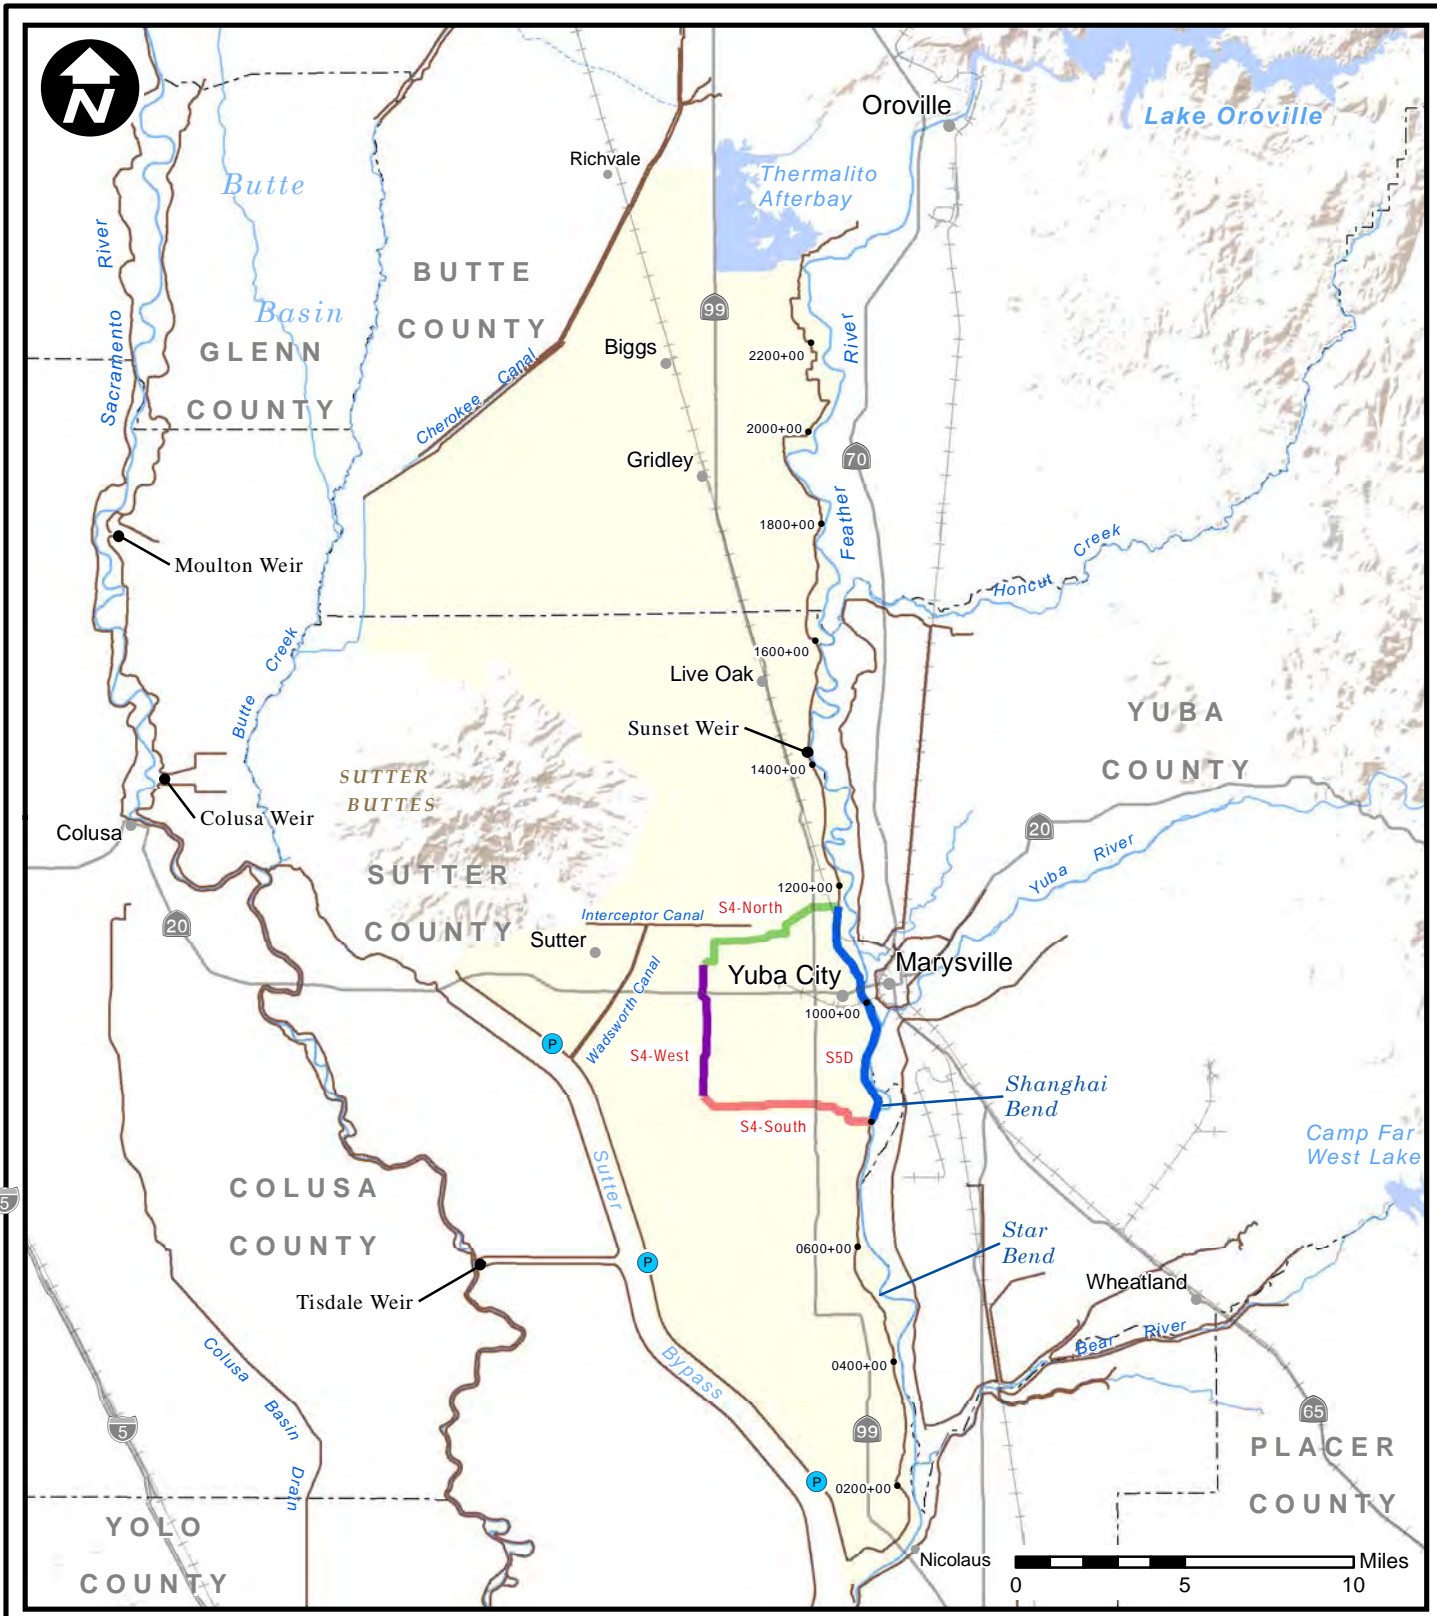 N
Oroville
Lake Oroville
Richvale
Thermalito
Afterbay
Butte
Basin
River
Sacramento
BUTTE
COUNTY
GLENN
COUNTY
99
Biggs
2200+00
River
Cherokee
Canal
2000+00
Gridley
70
Feather
1800+00
Moulton Weir
Creek
Honcut
1600+00
Creek
Butte
Live Oak
YUBA
COUNTY
Sunset Weir
1400+00
SUTTER
BUTTES
Colusa Weir
Colusa
20
Yuba
River
SUTTER
COUNTY
1200+00
S4-North
Interceptor Canal
20
Sutter
Wadsworth Canal
Yuba City
Marysville
1000+00
P
S4-West
S5D
Shanghai
Bend
S4-South
Camp Far
West Lake
Sutter
COLUSA
COUNTY
5
Star
Bend
0600+00
P
Wheatland
Tisdale Weir
Bear
River
Colusa
Basin
Drain
Bypass
0400+00
65
5
99
PLACER
COUNTY
P
0200+00
YOLO
COUNTY
Nicolaus
Miles
0
5
10